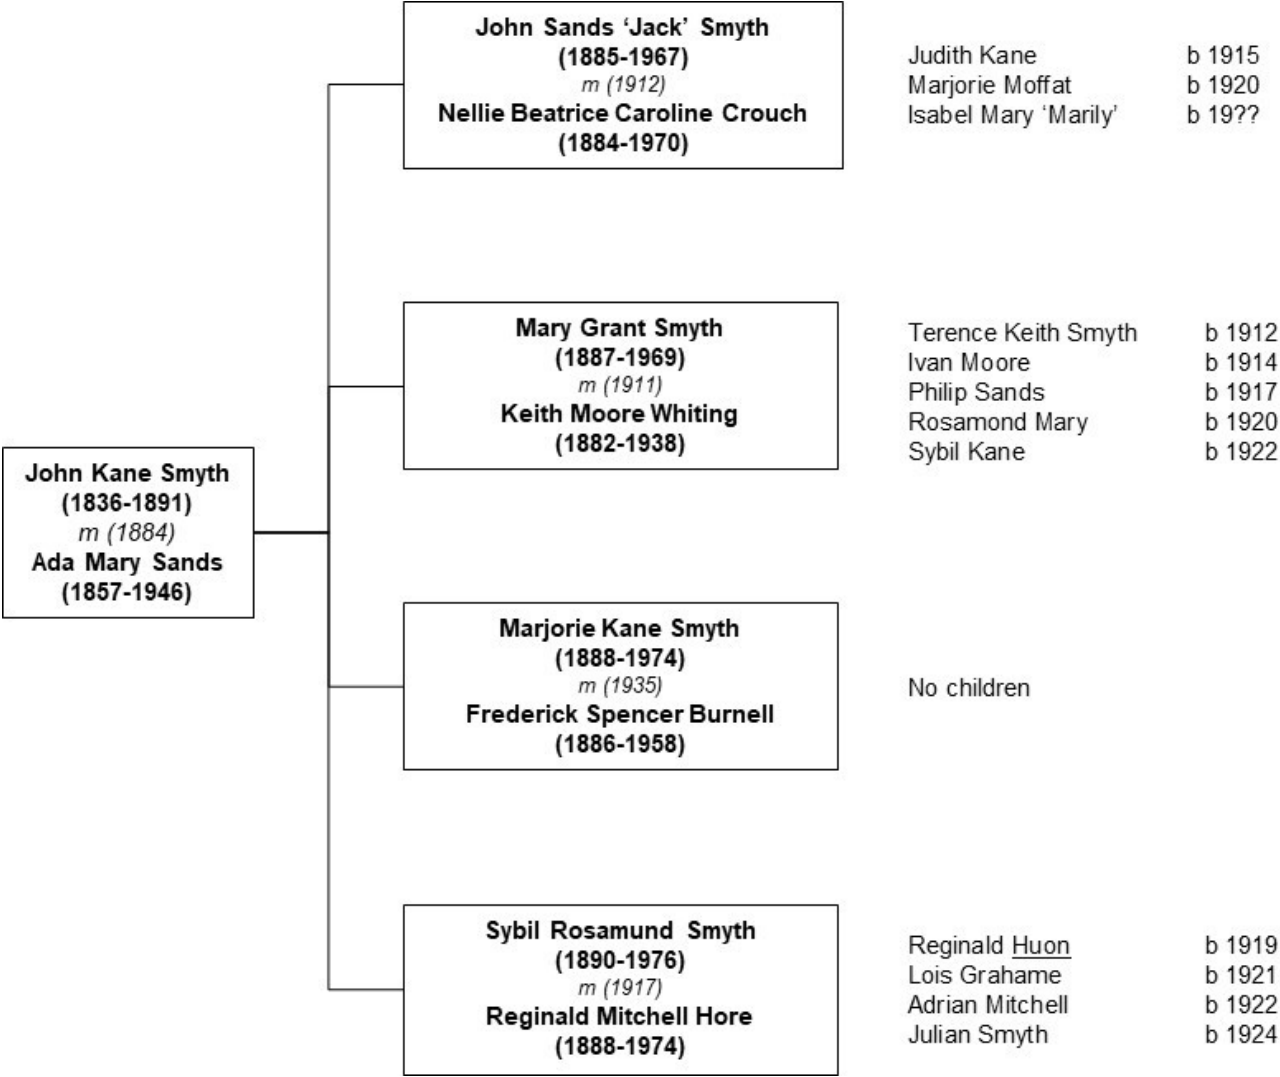 John Sands ‘Jack’ Smyth
(1885-1967)
m (1912)
Nellie Beatrice Caroline Crouch
(1884-1970)
Judith Kane b 1915
Marjorie Moffat b 1920
Isabel Mary ‘Marily’ b 19??
Mary Grant Smyth
(1887-1969)
m (1911)
Keith Moore Whiting
(1882-1938)
Terence Keith Smyth b 1912
Ivan Moore b 1914
Philip Sands b 1917
Rosamond Mary b 1920
Sybil Kane b 1922
John Kane Smyth
(1836-1891)
m (1884)
Ada Mary Sands
(1857-1946)
Marjorie Kane Smyth
(1888-1974)
m (1935)
Frederick Spencer Burnell
(1886-1958)
No children
Sybil Rosamund Smyth
(1890-1976)
m (1917)
Reginald Mitchell Hore
(1888-1974)
Reginald Huon b 1919
Lois Grahame b 1921
Adrian Mitchell b 1922
Julian Smyth b 1924